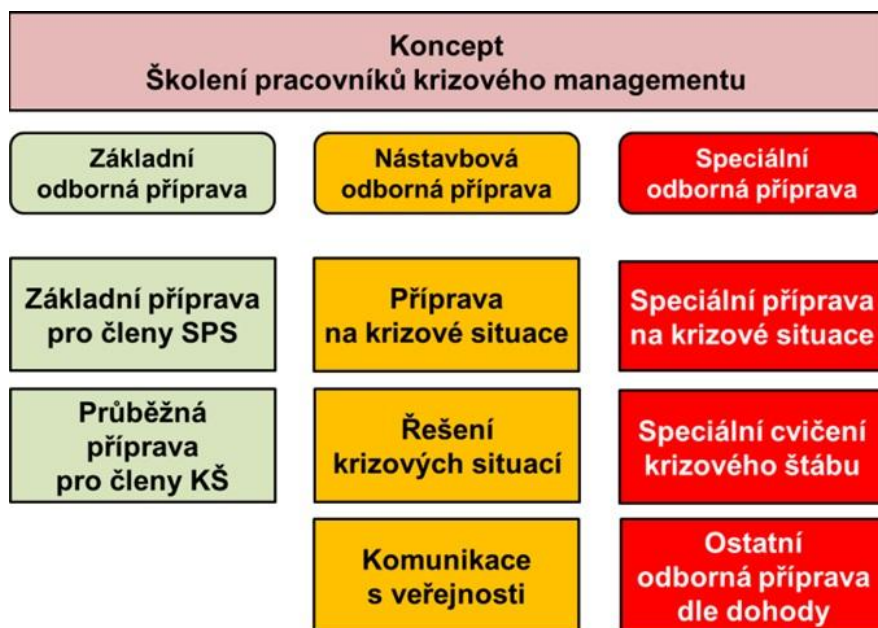 Koncept
Školení pracovníků krizového managementu
Základní
odborná příprava
Nástavbová
odborná příprava
Speciální
odborná příprava
Základní příprava
pro členy SPS
Příprava
na krizové situace
Speciální příprava
na krizové situace
Průběžná
příprava
pro členy KŠ
Řešení
krizových situací
Speciální cvičení
krizového štábu
Komunikace
s veřejnosti
Ostatní
odborná příprava
dle dohody